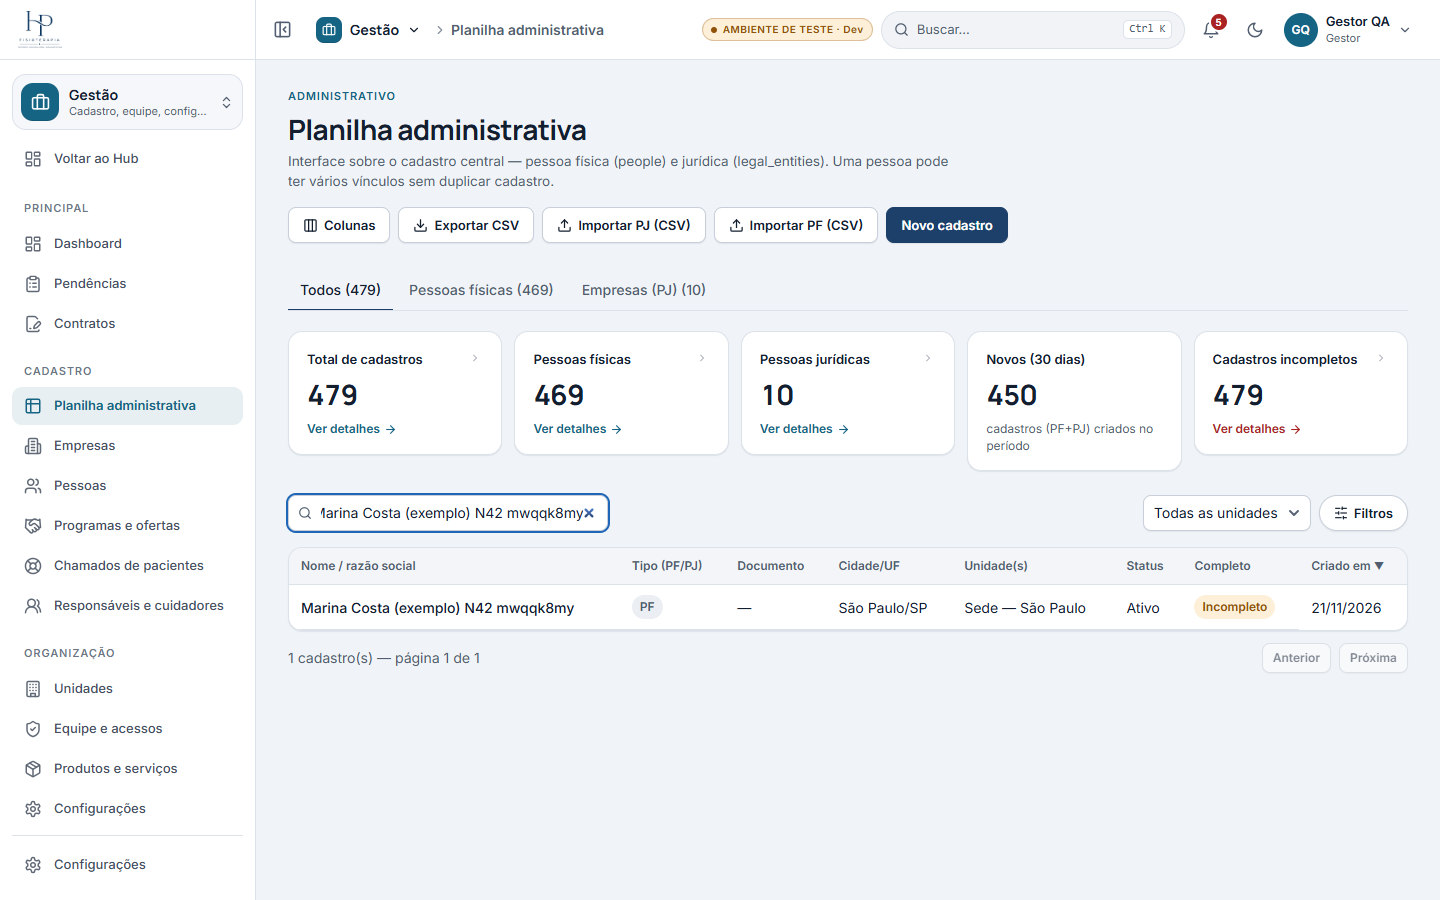 hp
FISIOTERAPIA
Gestão
Planilha administrativa
AMBIENTE DE TESTE · Dev
Buscar...
Ctrl K
5
GQ
Gestor QA
Gestor
Gestão
Cadastro, equipe, config...
Voltar ao Hub
PRINCIPAL
Dashboard
Pendências
Contratos
CADASTRO
Planilha administrativa
Empresas
Pessoas
Programas e ofertas
Chamados de pacientes
Responsáveis e cuidadores
ORGANIZAÇÃO
Unidades
Equipe e acessos
Produtos e serviços
Configurações
Configurações
ADMINISTRATIVO
Planilha administrativa
Interface sobre o cadastro central — pessoa física (people) e jurídica (legal_entities). Uma pessoa pode
ter vários vínculos sem duplicar cadastro.
Colunas
Exportar CSV
Importar PJ (CSV)
Importar PF (CSV)
Novo cadastro
Todos (479)
Pessoas físicas (469)
Empresas (PJ) (10)
Total de cadastros
479
Ver detalhes →
Pessoas físicas
469
Ver detalhes →
Pessoas jurídicas
10
Ver detalhes →
Novos (30 dias)
450
cadastros (PF+PJ) criados no
período
Cadastros incompletos
479
Ver detalhes →
Marina Costa (exemplo) N42 mwqqk8my
Todas as unidades
Filtros
Nome / razão social
Tipo (PF/PJ)
Documento
Cidade/UF
Unidade(s)
Status
Completo
Criado em ▼
Marina Costa (exemplo) N42 mwqqk8my
PF
—
São Paulo/SP
Sede — São Paulo
Ativo
Incompleto
21/11/2026
1 cadastro(s) — página 1 de 1
Anterior
Próxima